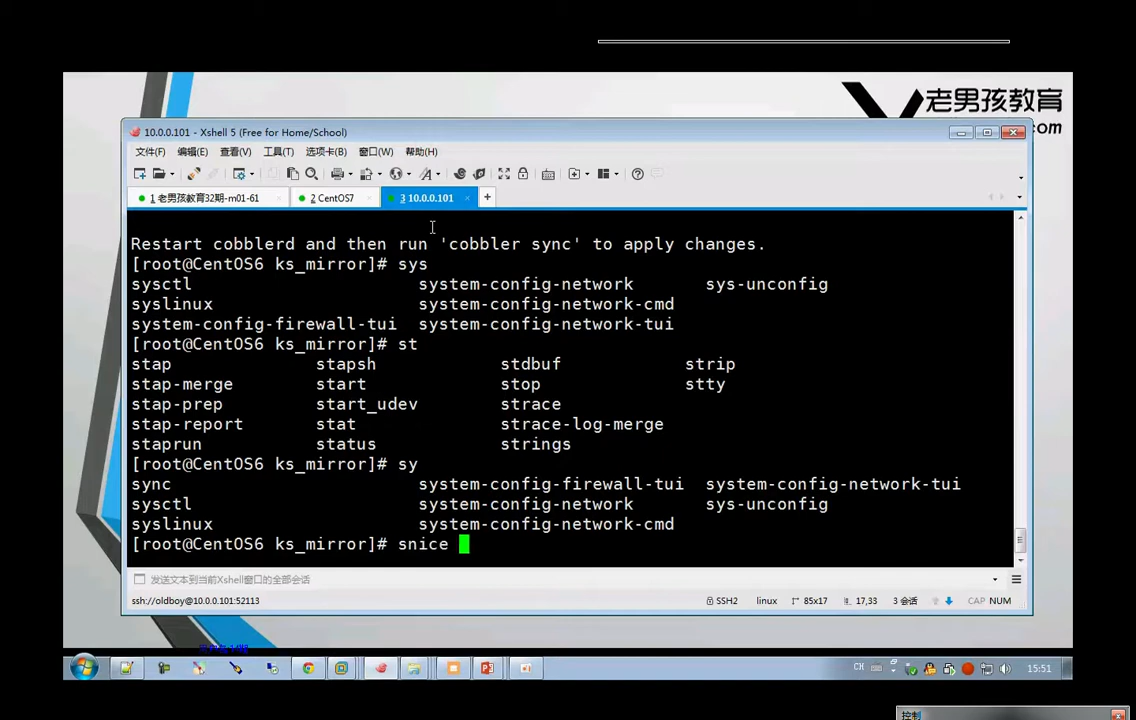 老男孩教育
com
10.0.0.101 - Xshell 5 (Free for Home/School)
文件(F) 编辑(E) 查看(V) 工具(T) 选项卡(B) 窗口(W) 帮助(H)
1 老男孩教育32期-m01-61 2 CentOS7 3 10.0.0.101
Restart cobblerd and then run 'cobbler sync' to apply changes.
[root@CentOS6 ks_mirror]# sys
sysctl system-config-network sys-unconfig
syslinux system-config-network-cmd
system-config-firewall-tui system-config-network-tui
[root@CentOS6 ks_mirror]# st
stap stapsh stdbuf strip
stap-merge start stop stty
stap-prep start_udev strace
stap-report stat strace-log-merge
staprun status strings
[root@CentOS6 ks_mirror]# sy
sync system-config-firewall-tui system-config-network-tui
sysctl system-config-network sys-unconfig
syslinux system-config-network-cmd
[root@CentOS6 ks_mirror]# snice
发送文本到当前Xshell窗口的全部会话
ssh://oldboy@10.0.0.101:52113 SSH2 linux 85x17 17,33 3 会话 CAP NUM
CH 15:51
控制